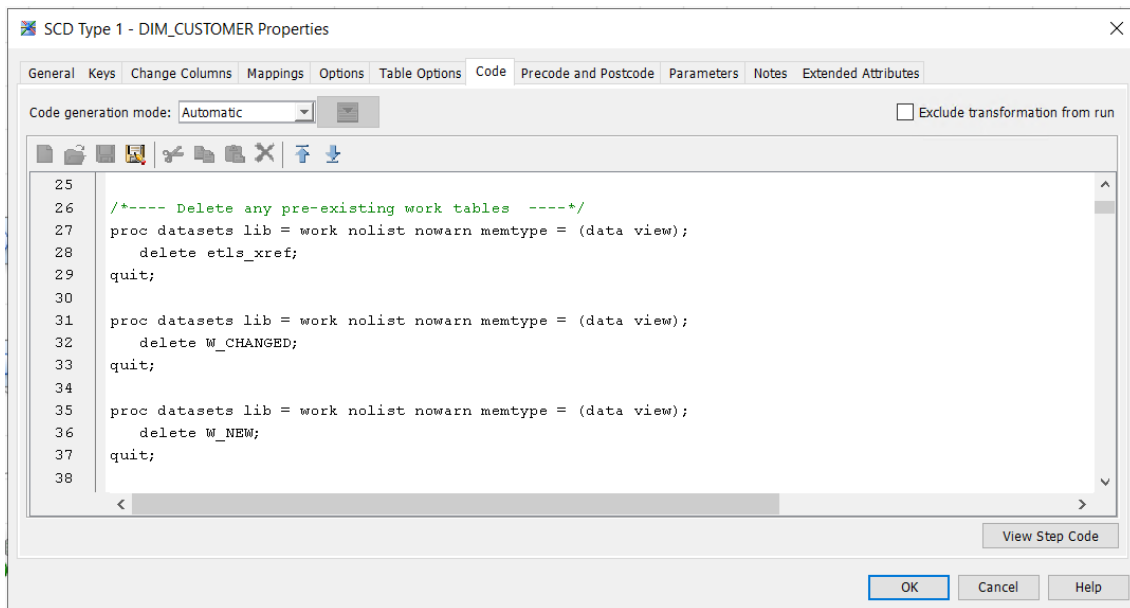 SCD Type 1 - DIM_CUSTOMER Properties
General Keys Change Columns Mappings Options Table Options Code Precode and Postcode Parameters Notes Extended Attributes
Code generation mode: Automatic Exclude transformation from run
25
26 /*---- Delete any pre-existing work tables ----*/
27 proc datasets lib = work nolist nowarn memtype = (data view);
28 delete etls_xref;
29 quit;
30
31 proc datasets lib = work nolist nowarn memtype = (data view);
32 delete W_CHANGED;
33 quit;
34
35 proc datasets lib = work nolist nowarn memtype = (data view);
36 delete W_NEW;
37 quit;
38
View Step Code
OK Cancel Help